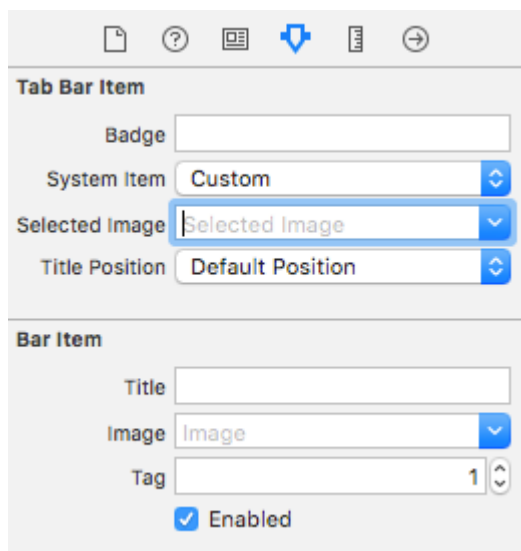 Tab Bar Item
Badge
System Item Custom
Selected Image Selected Image
Title Position Default Position
Bar Item
Title
Image Image
Tag 1
Enabled